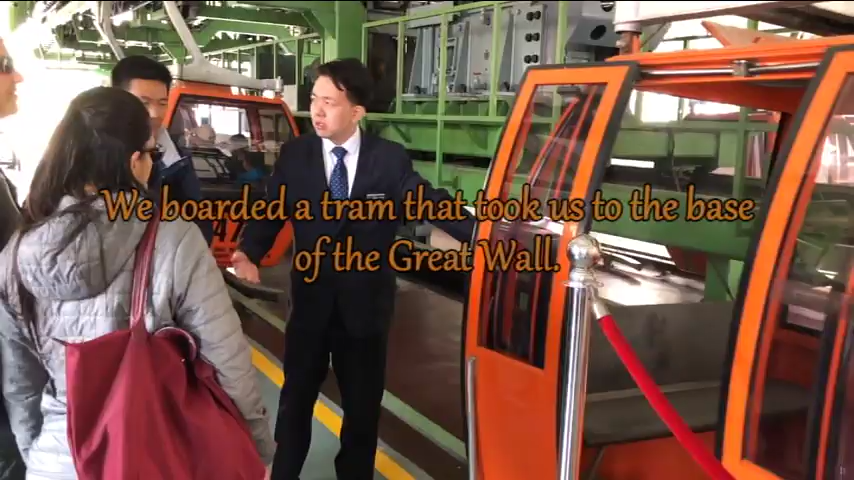 We boarded a tram that took us to the base
of the Great Wall.